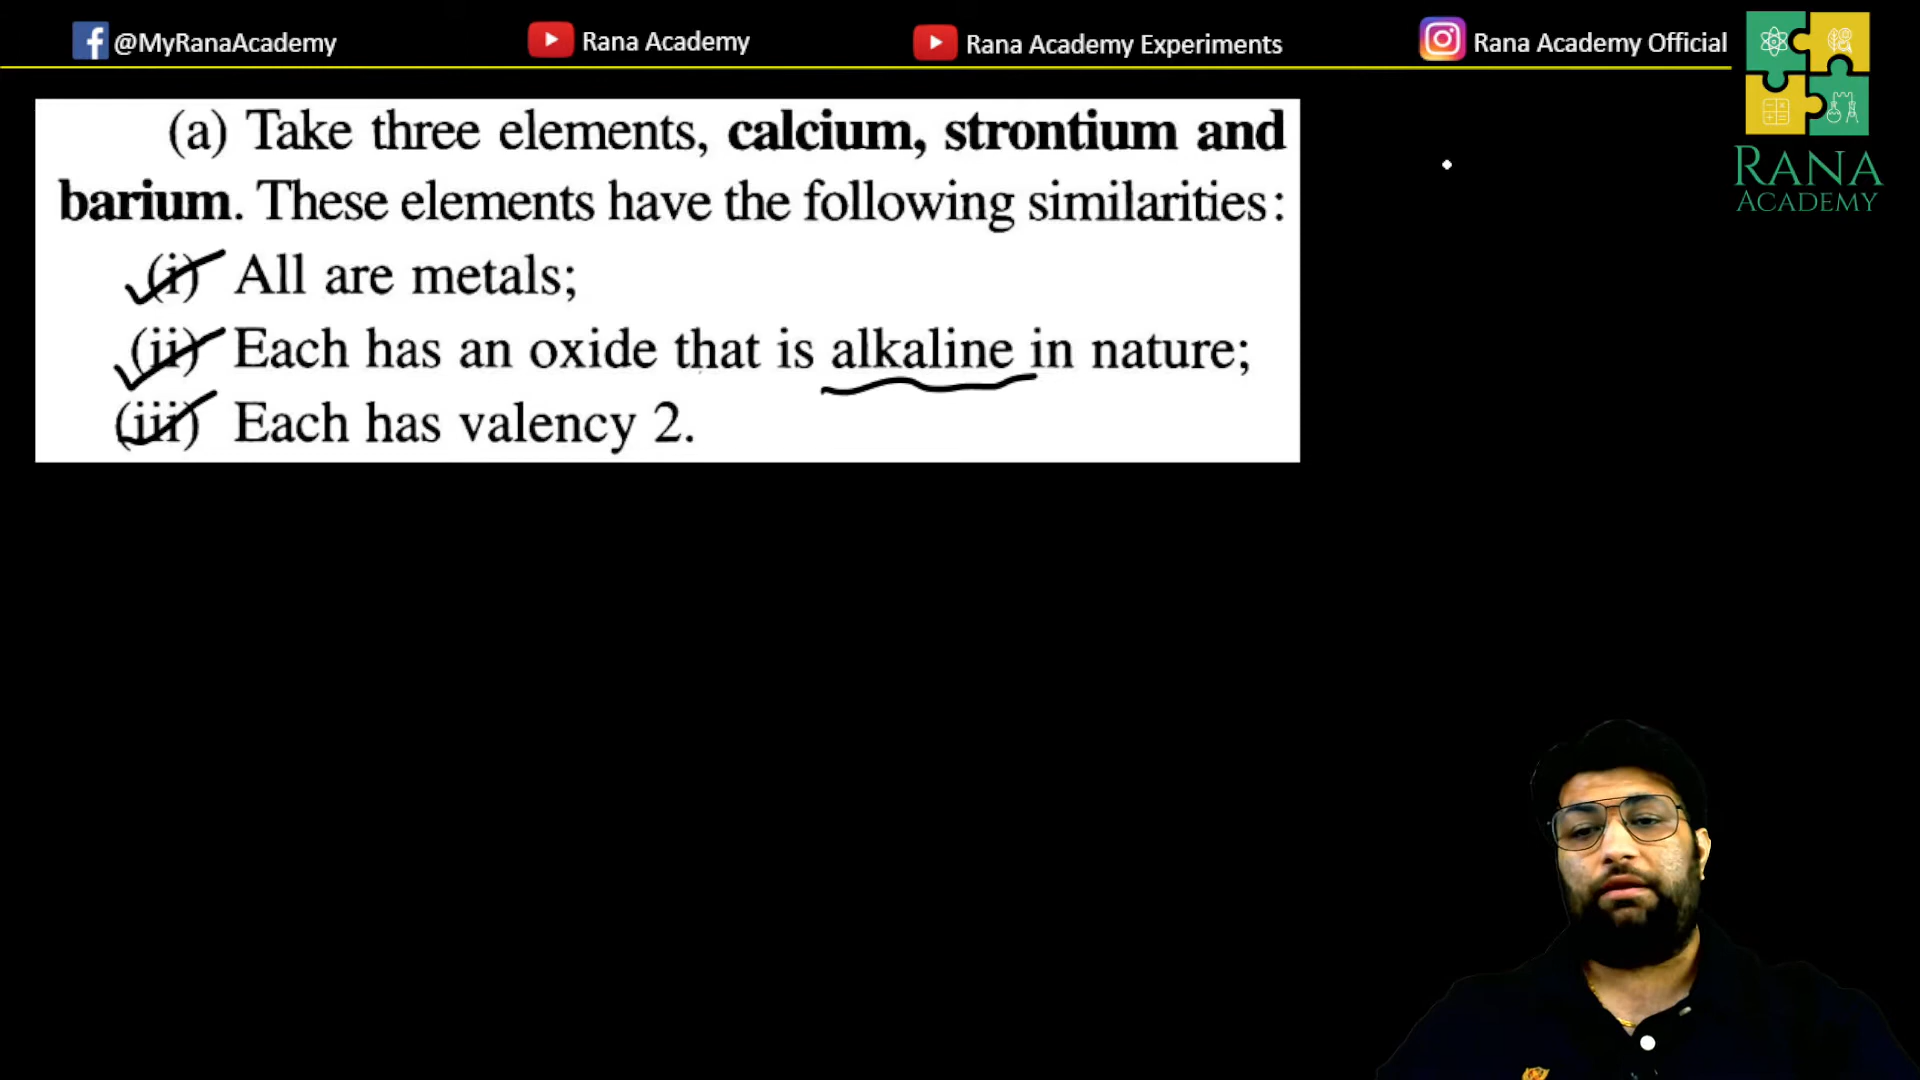 @MyRanaAcademy
Rana Academy
Rana Academy Experiments
Rana Academy Official
RANA
ACADEMY
(a) Take three elements, calcium, strontium and
barium. These elements have the following similarities:
(i) All are metals;
(ii) Each has an oxide that is alkaline in nature;
(iii) Each has valency 2.